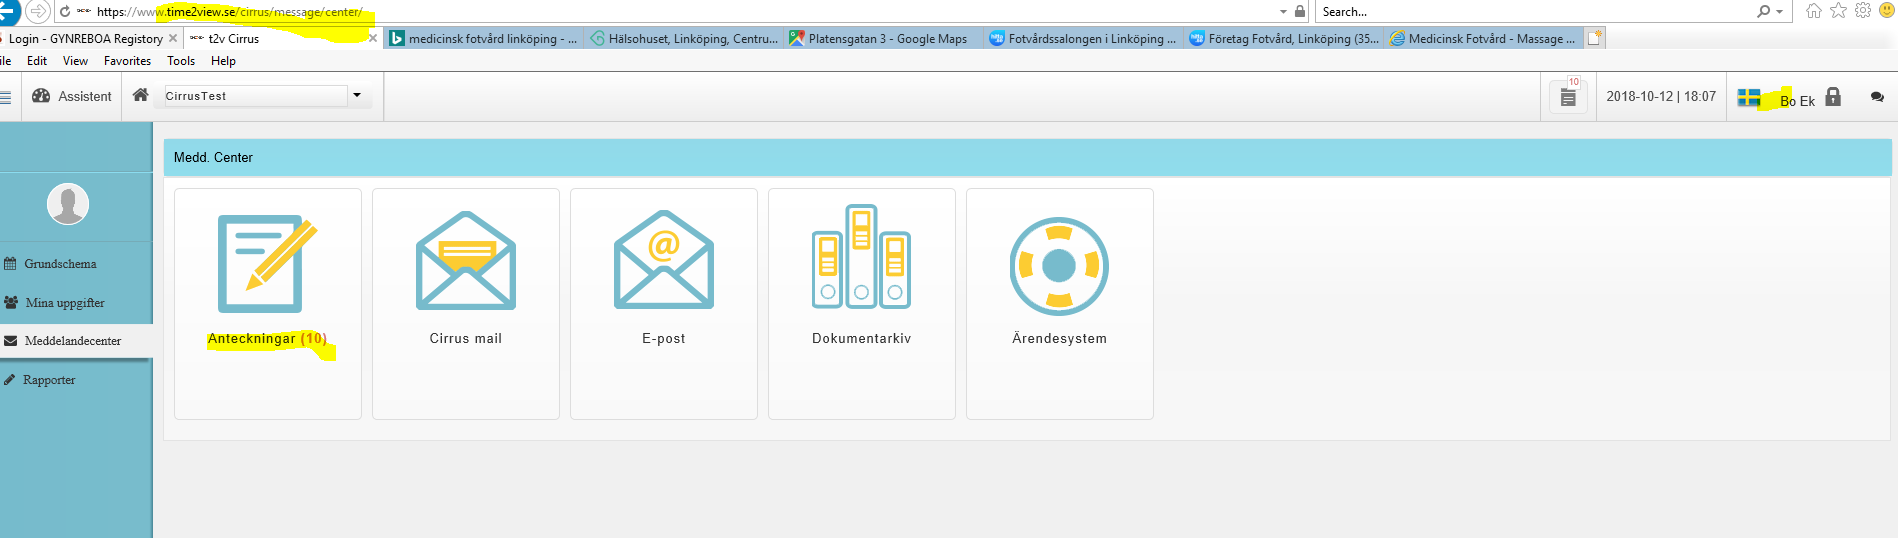 https://www.time2view.se/cirrus/message/center/
Search...
Login - GYNREBOA Registory
t2v Cirrus
medicinsk fotvård linköping - ...
Hälsohuset, Linköping, Centru...
Platensgatan 3 - Google Maps
Fotvårdssalongen i Linköping ...
Företag Fotvård, Linköping (35...
Medicinsk Fotvård - Massage ...
ile Edit View Favorites Tools Help
Assistent
CirrusTest
10
2018-10-12 | 18:07
Bo Ek
Medd. Center
Grundschema
Mina uppgifter
Meddelandecenter
Rapporter
Anteckningar (10)
Cirrus mail
E-post
@
Dokumentarkiv
Ärendesystem